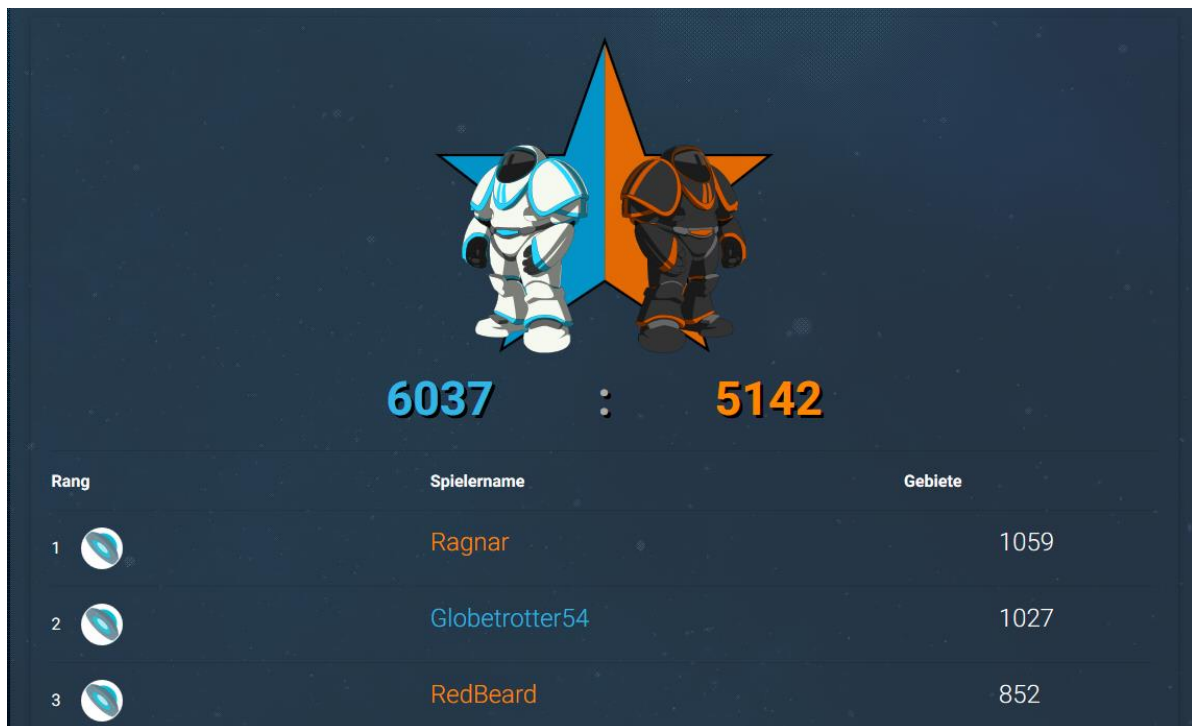 6037 : 5142
Rang Spielername Gebiete
1 Ragnar 1059
2 Globetrotter54 1027
3 RedBeard 852